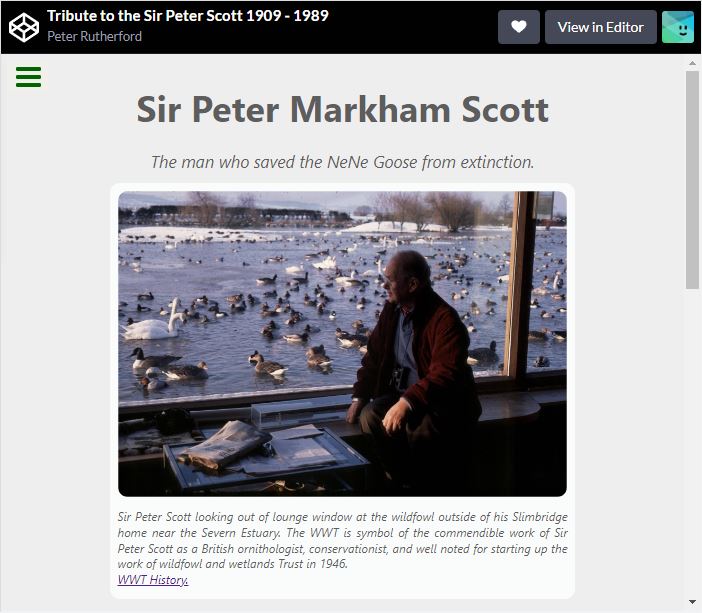 Tribute to the Sir Peter Scott 1909 - 1989
Peter Rutherford
View in Editor
Sir Peter Markham Scott
The man who saved the NeNe Goose from extinction.
Sir Peter Scott looking out of lounge window at the wildfowl outside of his Slimbridge
home near the Severn Estuary. The WWT is symbol of the commendible work of Sir
Peter Scott as a British ornithologist, conservationist, and well noted for starting up the
work of wildfowl and wetlands Trust in 1946.
WWT History.